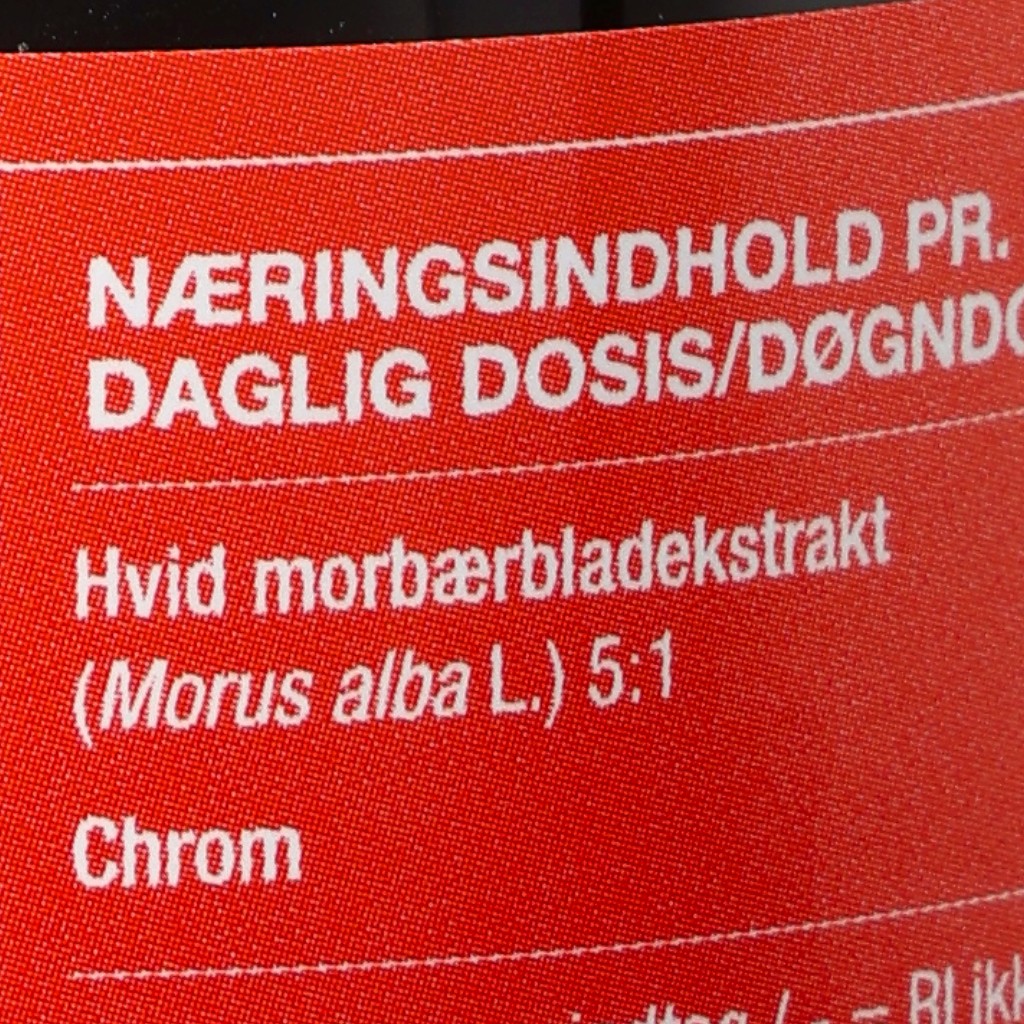 NÆRINGSINDHOLD PR.
DAGLIG DOSIS/DØGNDO
Hvid morbærbladekstrakt
(Morus alba L.) 5:1
Chrom